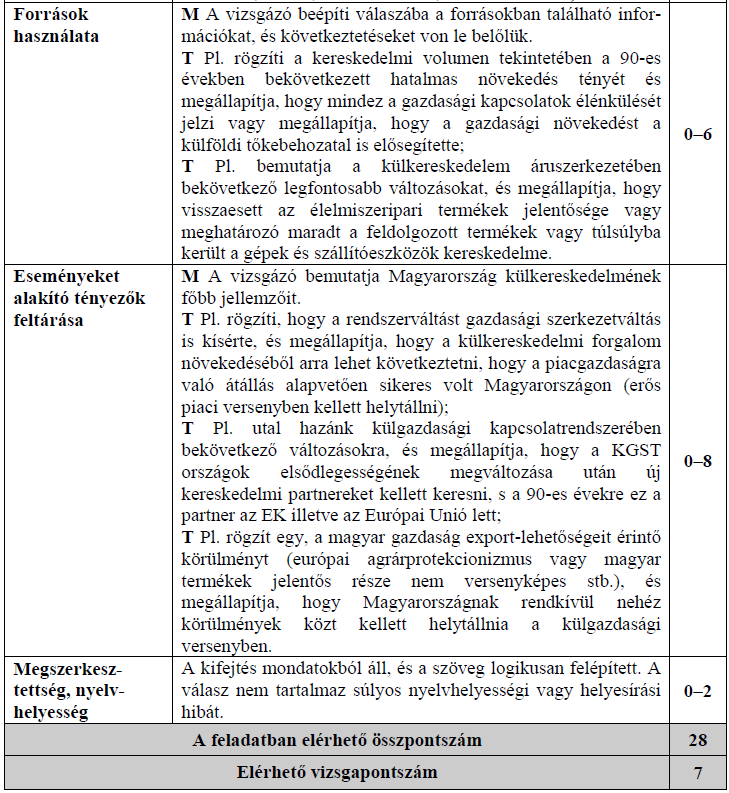 Források
használata
M A vizsgázó beépíti válaszába a forrásokban található infor-
mációkat, és következtetéseket von le belőlük.
T Pl. rögzíti a kereskedelmi volumen tekintetében a 90-es
években bekövetkezett hatalmas növekedés tényét és
megállapítja, hogy mindez a gazdasági kapcsolatok élénkülését
jelzi vagy megállapítja, hogy a gazdasági növekedést a
külföldi tőkebehozatal is elősegítette;
T Pl. bemutatja a külkereskedelem áruszerkezetében
bekövetkező legfontosabb változásokat, és megállapítja, hogy
visszaesett az élelmiszeripari termékek jelentősége vagy
meghatározó maradt a feldolgozott termékek vagy túlsúlyba
került a gépek és szállítóeszközök kereskedelme.
0–6
Eseményeket
alakító tényezők
feltárása
M A vizsgázó bemutatja Magyarország külkereskedelmének
főbb jellemzőit.
T Pl. rögzíti, hogy a rendszerváltást gazdasági szerkezetváltás
is kísérte, és megállapítja, hogy a külkereskedelmi forgalom
növekedéséből arra lehet következtetni, hogy a piacgazdaságra
való átállás alapvetően sikeres volt Magyarországon (erős
piaci versenyben kellett helytállni);
T Pl. utal hazánk külgazdasági kapcsolatrendszerében
bekövetkező változásokra, és megállapítja, hogy a KGST
országok elsődlegességének megváltozása után új
kereskedelmi partnereket kellett keresni, s a 90-es évekre ez a
partner az EK illetve az Európai Unió lett;
T Pl. rögzít egy, a magyar gazdaság export-lehetőségeit érintő
körülményt (európai agrárprotekcionizmus vagy magyar
termékek jelentős része nem versenyképes stb.), és
megállapítja, hogy Magyarországnak rendkívül nehéz
körülmények közt kellett helytállnia a külgazdasági
versenyben.
0–8
Megszerkesz-
tettség, nyelv-
helyesség
A kifejtés mondatokból áll, és a szöveg logikusan felépített. A
válasz nem tartalmaz súlyos nyelvhelyességi vagy helyesírási
hibát.
0–2
A feladatban elérhető összpontszám 28
Elérhető vizsgapontszám 7